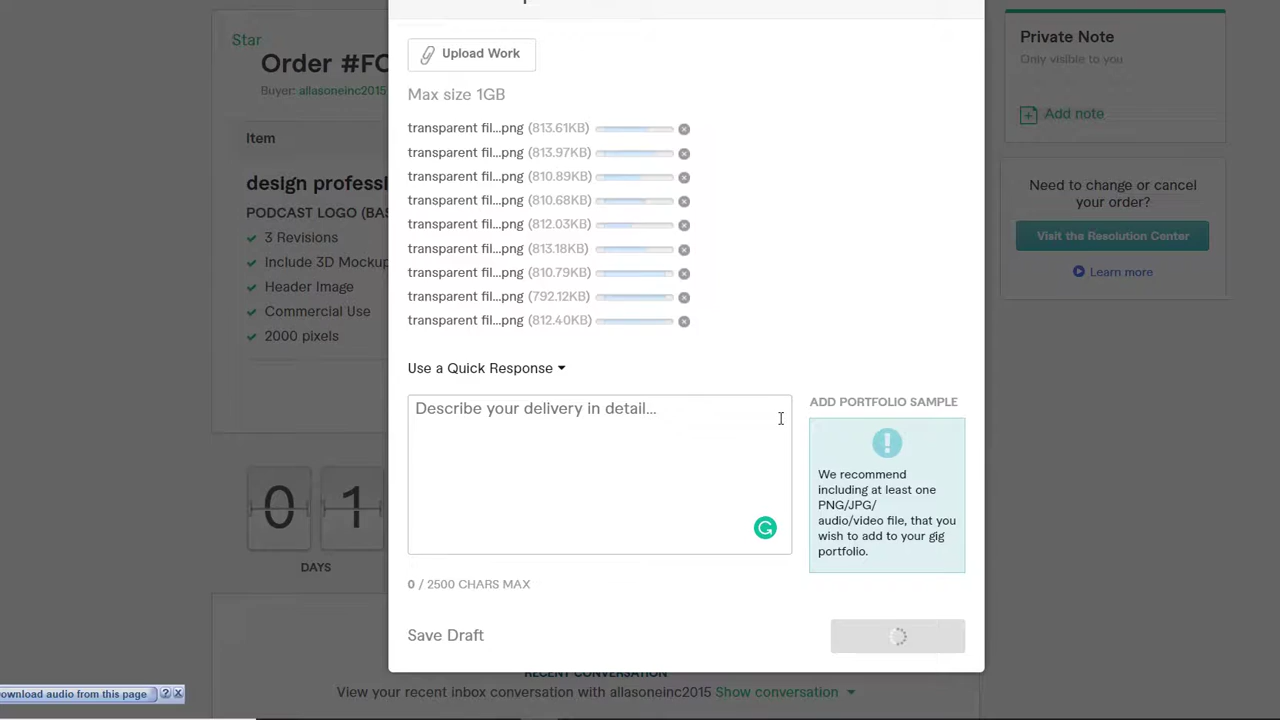 Upload Work
Max size 1GB
transparent fil...png (813.61KB)
transparent fil...png (813.97KB)
transparent fil...png (810.89KB)
transparent fil...png (810.68KB)
transparent fil...png (812.03KB)
transparent fil...png (813.18KB)
transparent fil...png (810.79KB)
transparent fil...png (792.12KB)
transparent fil...png (812.40KB)
Use a Quick Response
Describe your delivery in detail...
0 / 2500 CHARS MAX
ADD PORTFOLIO SAMPLE
We recommend
including at least one
PNG/JPG/
audio/video file, that you
wish to add to your gig
portfolio.
Save Draft
Star
Order #FC
Buyer: allasoneinc2015
Item
design professi
PODCAST LOGO (BAS
3 Revisions
Include 3D Mockup
Header Image
Commercial Use
2000 pixels
0 1
DAYS
Private Note
Only visible to you
Add note
Need to change or cancel
your order?
Visit the Resolution Center
Learn more
RECENT CONVERSATION
View your recent inbox conversation with allasoneinc2015 Show conversation
ownload audio from this page ?